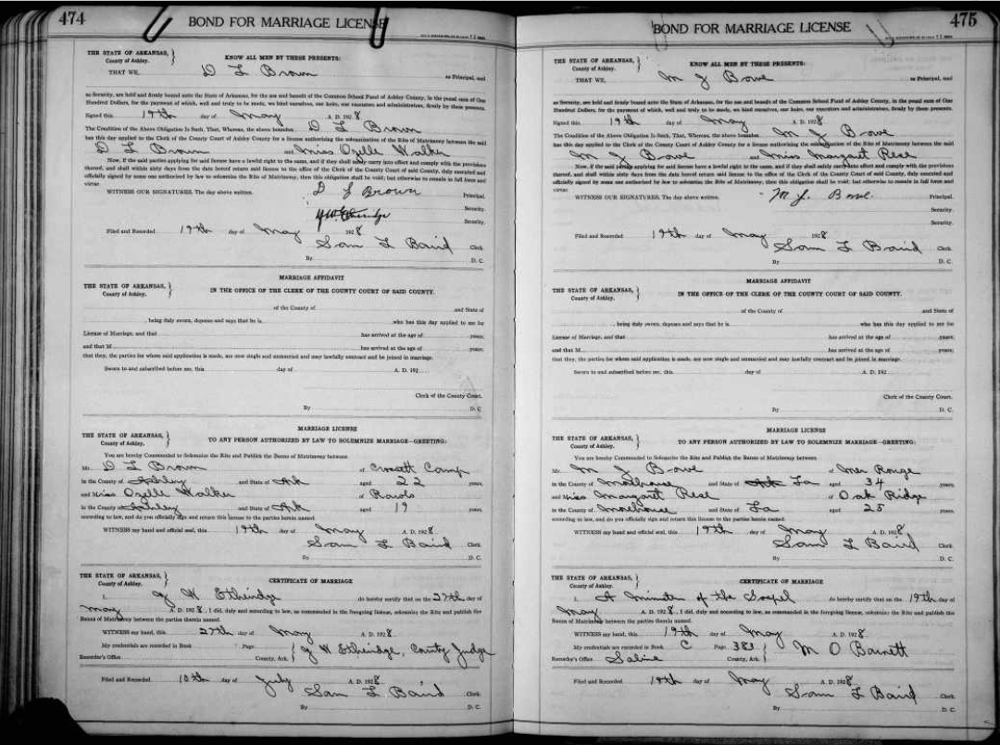 474
BOND FOR MARRIAGE LICENSE
THE STATE OF ARKANSAS,
County of Ashley.
KNOW ALL MEN BY THESE PRESENTS:
THAT WE, D L Brown as Principal, and
as Security, are held and firmly bound unto the State of Arkansas, for the use and benefit of the Common School Fund of Ashley County, in the penal sum of One
Hundred Dollars, for the payment of which, well and truly to be made, we bind ourselves, our heirs, our executors and administrators, firmly by these presents.
Signed this 19th day of May A. D. 1928
The Condition of the Above Obligation Is Such, That, Whereas, the above bounden D L Brown
has this day applied to the Clerk of the County Court of Ashley County for a license authorizing the solemnization of the Rite of Matrimony between the said
D L Brown and Miss Ozelle Walker
Now, if the said parties applying for said license have a lawful right to the same, and if they shall safely carry into effect and comply with the provisions
thereof, and shall within sixty days from the date hereof return said license to the office of the Clerk of the County Court of said County, duly executed and
officially signed by some one authorized by law to solemnize the Rite of Matrimony, then this obligation shall be void; but otherwise to remain in full force and
virtue.
WITNESS OUR SIGNATURES, The day above written. D L Brown Principal.
Security.
Security.
Filed and Recorded 19th day of May 1928
Sam L Baird Clerk
By D. C.
MARRIAGE AFFIDAVIT
THE STATE OF ARKANSAS,
County of Ashley.
IN THE OFFICE OF THE CLERK OF THE COUNTY COURT OF SAID COUNTY.
of the County of and State of
, being duly sworn, deposes and says that he is who has this day applied to me for
License of Marriage, and that has arrived at the age of years,
and that M has arrived at the age of years;
that they, the parties for whom said application is made, are now single and unmarried and may lawfully contract and be joined in marriage.
Sworn to and subscribed before me, this day of A. D. 192
Clerk of the County Court.
By D. C.
MARRIAGE LICENSE
THE STATE OF ARKANSAS,
County of Ashley.
TO ANY PERSON AUTHORIZED BY LAW TO SOLEMNIZE MARRIAGE—GREETING:
You are hereby Commanded to Solemnize the Rite and Publish the Banns of Matrimony between
Mr. D L Brown of Crossett Camp
in the County of Ashley and State of Ark aged 22 years,
and Miss Ozelle Walker of
in the County of Ashley and State of Ark aged 19 years,
according to law, and do you officially sign and return this license to the parties herein named.
WITNESS my hand and official seal, this 19th day of May A. D. 1928
Sam L Baird Clerk
By D. C.
THE STATE OF ARKANSAS,
County of Ashley.
CERTIFICATE OF MARRIAGE
I, J W Etheridge do hereby certify that on the 27th day of
May A. D. 1928, I did, duly and according to law, as commanded in the foregoing license, solemnize the Rite and publish the
Banns of Matrimony between the parties therein named.
WITNESS my hand, this 27th day of May A. D. 1928
My credentials are recorded in Book Page
Recorder's Office County, Ark. J W Etheridge, County Judge
Filed and Recorded 10th day of July A. D. 1928
Sam L Baird Clerk
By D. C.
475
BOND FOR MARRIAGE LICENSE
THE STATE OF ARKANSAS,
County of Ashley.
KNOW ALL MEN BY THESE PRESENTS:
THAT WE, M J Bowe as Principal, and
as Security, are held and firmly bound unto the State of Arkansas, for the use and benefit of the Common School Fund of Ashley County, in the penal sum of One
Hundred Dollars, for the payment of which, well and truly to be made, we bind ourselves, our heirs, our executors and administrators, firmly by these presents.
Signed this 19th day of May A. D. 1928
The Condition of the Above Obligation Is Such, That, Whereas, the above bounden M J Bowe
has this day applied to the Clerk of the County Court of Ashley County for a license authorizing the solemnization of the Rite of Matrimony between the said
M J Bowe and Miss Margaret Real
Now, if the said parties applying for said license have a lawful right to the same, and if they shall safely carry into effect and comply with the provisions
thereof, and shall within sixty days from the date hereof return said license to the office of the Clerk of the County Court of said County, duly executed and
officially signed by some one authorized by law to solemnize the Rite of Matrimony, then this obligation shall be void; but otherwise to remain in full force and
virtue.
WITNESS OUR SIGNATURES, The day above written. M. J. Bowe Principal.
Security
Security.
Filed and Recorded 19th day of May 1928
Sam L Baird Clerk
By D. C.
MARRIAGE AFFIDAVIT
THE STATE OF ARKANSAS,
County of Ashley.
IN THE OFFICE OF THE CLERK OF THE COUNTY COURT OF SAID COUNTY.
of the County of and State of
, being duly sworn, deposes and says that he is who has this day applied to me for
License of Marriage, and that has arrived at the age of years,
and that M has arrived at the age of years;
that they, the parties for whom said application is made, are now single and unmarried and may lawfully contract and be joined in marriage.
Sworn to and subscribed before me, this day of A. D. 192
Clerk of the County Court.
By D. C.
MARRIAGE LICENSE
THE STATE OF ARKANSAS,
County of Ashley.
TO ANY PERSON AUTHORIZED BY LAW TO SOLEMNIZE MARRIAGE—GREETING:
You are hereby Commanded to Solemnize the Rite and Publish the Banns of Matrimony between
Mr. M J Bowe of Mer Rouge
in the County of Morehouse and State of Ark La aged 34 years,
and Miss Margaret Real of Oak Ridge
in the County of Morehouse and State of La aged 25 years,
according to law, and do you officially sign and return this license to the parties herein named.
WITNESS my hand and official seal, this 19th day of May A. D. 1928
Sam L Baird Clerk
By D. C.
THE STATE OF ARKANSAS,
County of Ashley.
CERTIFICATE OF MARRIAGE
I, A Minister of the Gospel do hereby certify that on the 19th day of
May A. D. 1928, I did, duly and according to law, as commanded in the foregoing license, solemnize the Rite and publish the
Banns of Matrimony between the parties therein named.
WITNESS my hand, this 19th day of May A. D. 1928
My credentials are recorded in Book C Page 381
Recorder's Office Saline County, Ark. M O Barnett
Filed and Recorded 19th day of May A. D. 1928
Sam L Baird Clerk
By D. C.